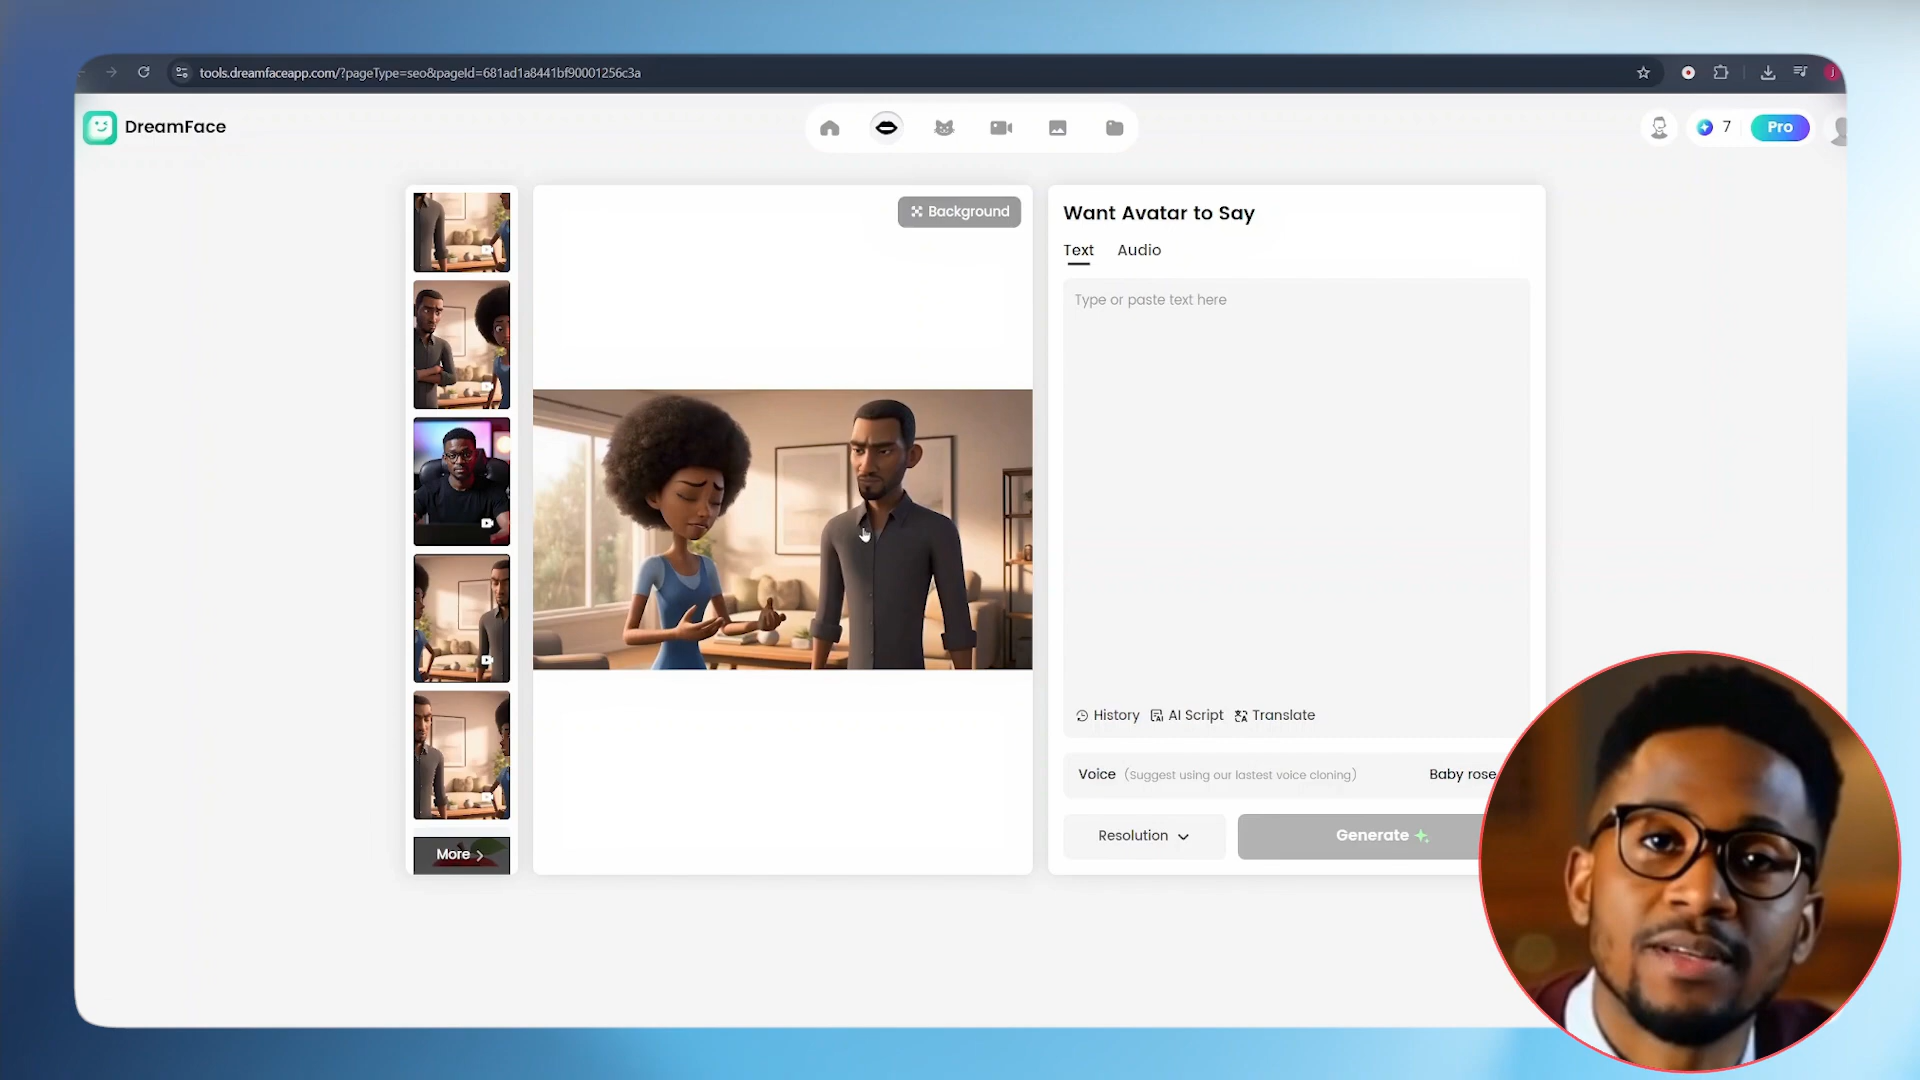 tools.dreamfaceapp.com/?pageType=seo&pageId=681ad1a8441bf90001256c3a
j
DreamFace
7
Pro
Background
Want Avatar to Say
Text Audio
Type or paste text here
History AI Script Translate
Voice (Suggest using our lastest voice cloning) Baby rose
More
Resolution
Generate